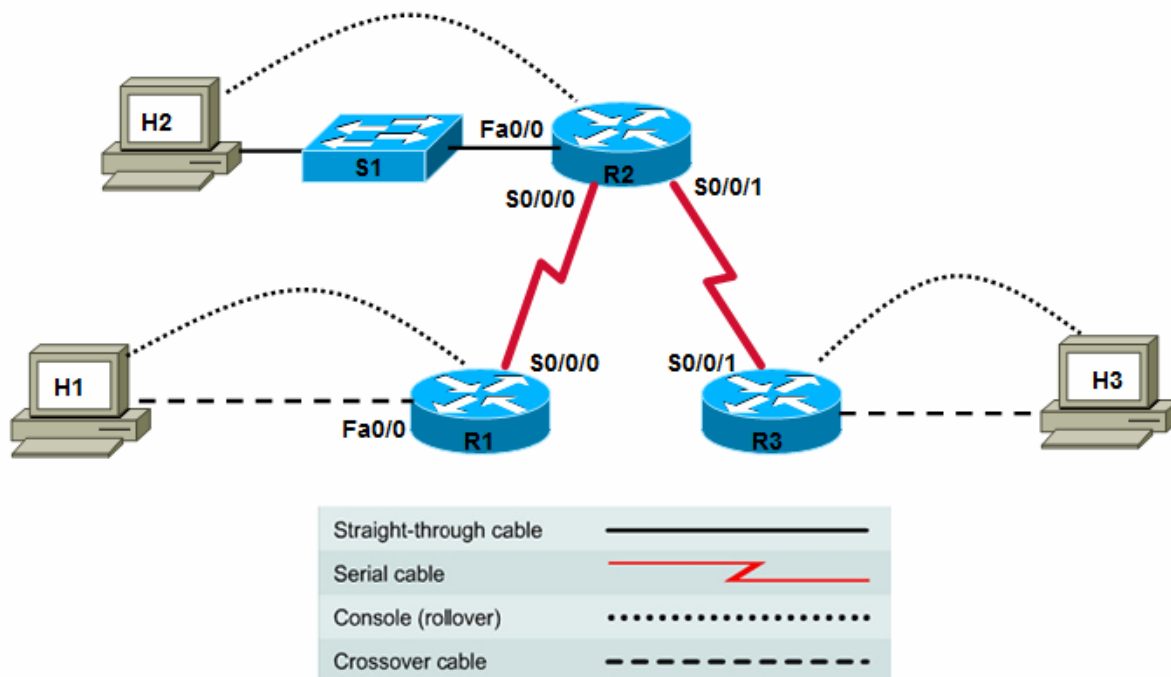 H2
Fa0/0
S1
R2
S0/0/0
S0/0/1
H1
S0/0/0
Fa0/0
R1
S0/0/1
R3
H3
Straight-through cable
Serial cable
Console (rollover)
Crossover cable